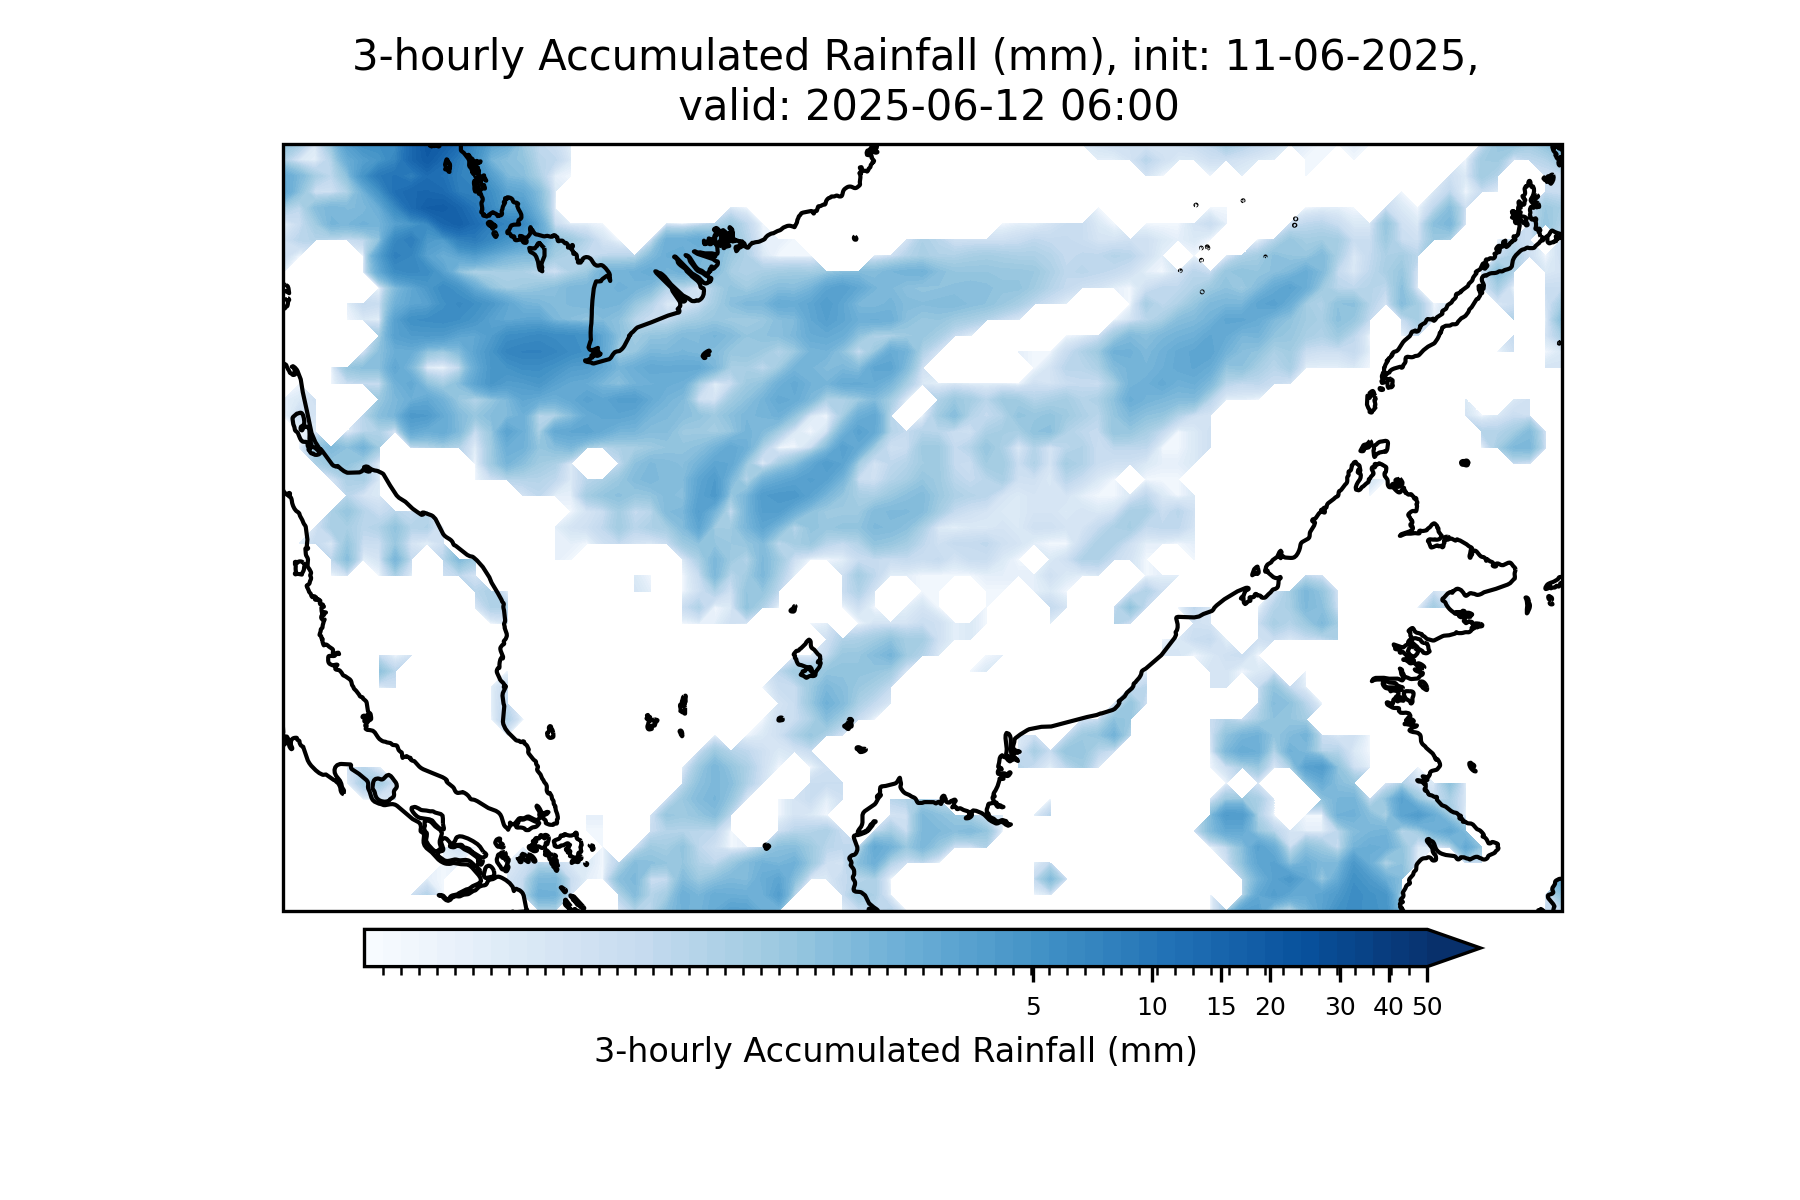 3-hourly Accumulated Rainfall (mm), init: 11-06-2025,
valid: 2025-06-12 06:00
5 10 15 20 30 40 50
3-hourly Accumulated Rainfall (mm)